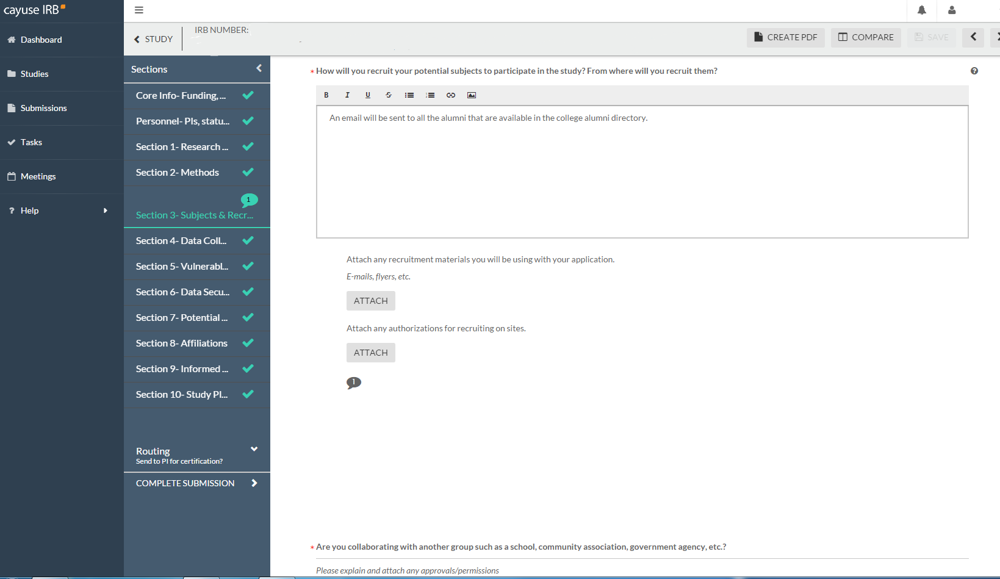 cayuse IRB
Dashboard
Studies
Submissions
Tasks
Meetings
? Help
STUDY
IRB NUMBER:
CREATE PDF
COMPARE
SAVE
Sections
Core Info- Funding, ...
Personnel- PIs, statu...
Section 1- Research ...
Section 2- Methods
1
Section 3- Subjects & Recr...
Section 4- Data Coll...
Section 5- Vulnerabl...
Section 6- Data Secu...
Section 7- Potential ...
Section 8- Affiliations
Section 9- Informed ...
Section 10- Study Pl...
Routing
Send to PI for certification?
COMPLETE SUBMISSION
* How will you recruit your potential subjects to participate in the study? From where will you recruit them?
?
B I U S
An email will be sent to all the alumni that are available in the college alumni directory.
Attach any recruitment materials you will be using with your application.
E-mails, flyers, etc.
ATTACH
Attach any authorizations for recruiting on sites.
ATTACH
1
* Are you collaborating with another group such as a school, community association, government agency, etc.?
Please explain and attach any approvals/permissions